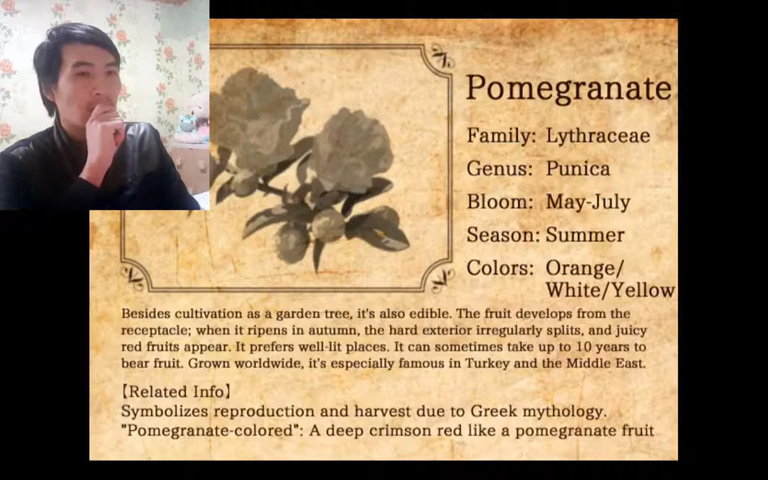 Pomegranate
Family: Lythraceae
Genus: Punica
Bloom: May-July
Season: Summer
Colors: Orange/
White/Yellow
Besides cultivation as a garden tree, it's also edible. The fruit develops from the
receptacle; when it ripens in autumn, the hard exterior irregularly splits, and juicy
red fruits appear. It prefers well-lit places. It can sometimes take up to 10 years to
bear fruit. Grown worldwide, it's especially famous in Turkey and the Middle East.
【Related Info】
Symbolizes reproduction and harvest due to Greek mythology.
"Pomegranate-colored": A deep crimson red like a pomegranate fruit